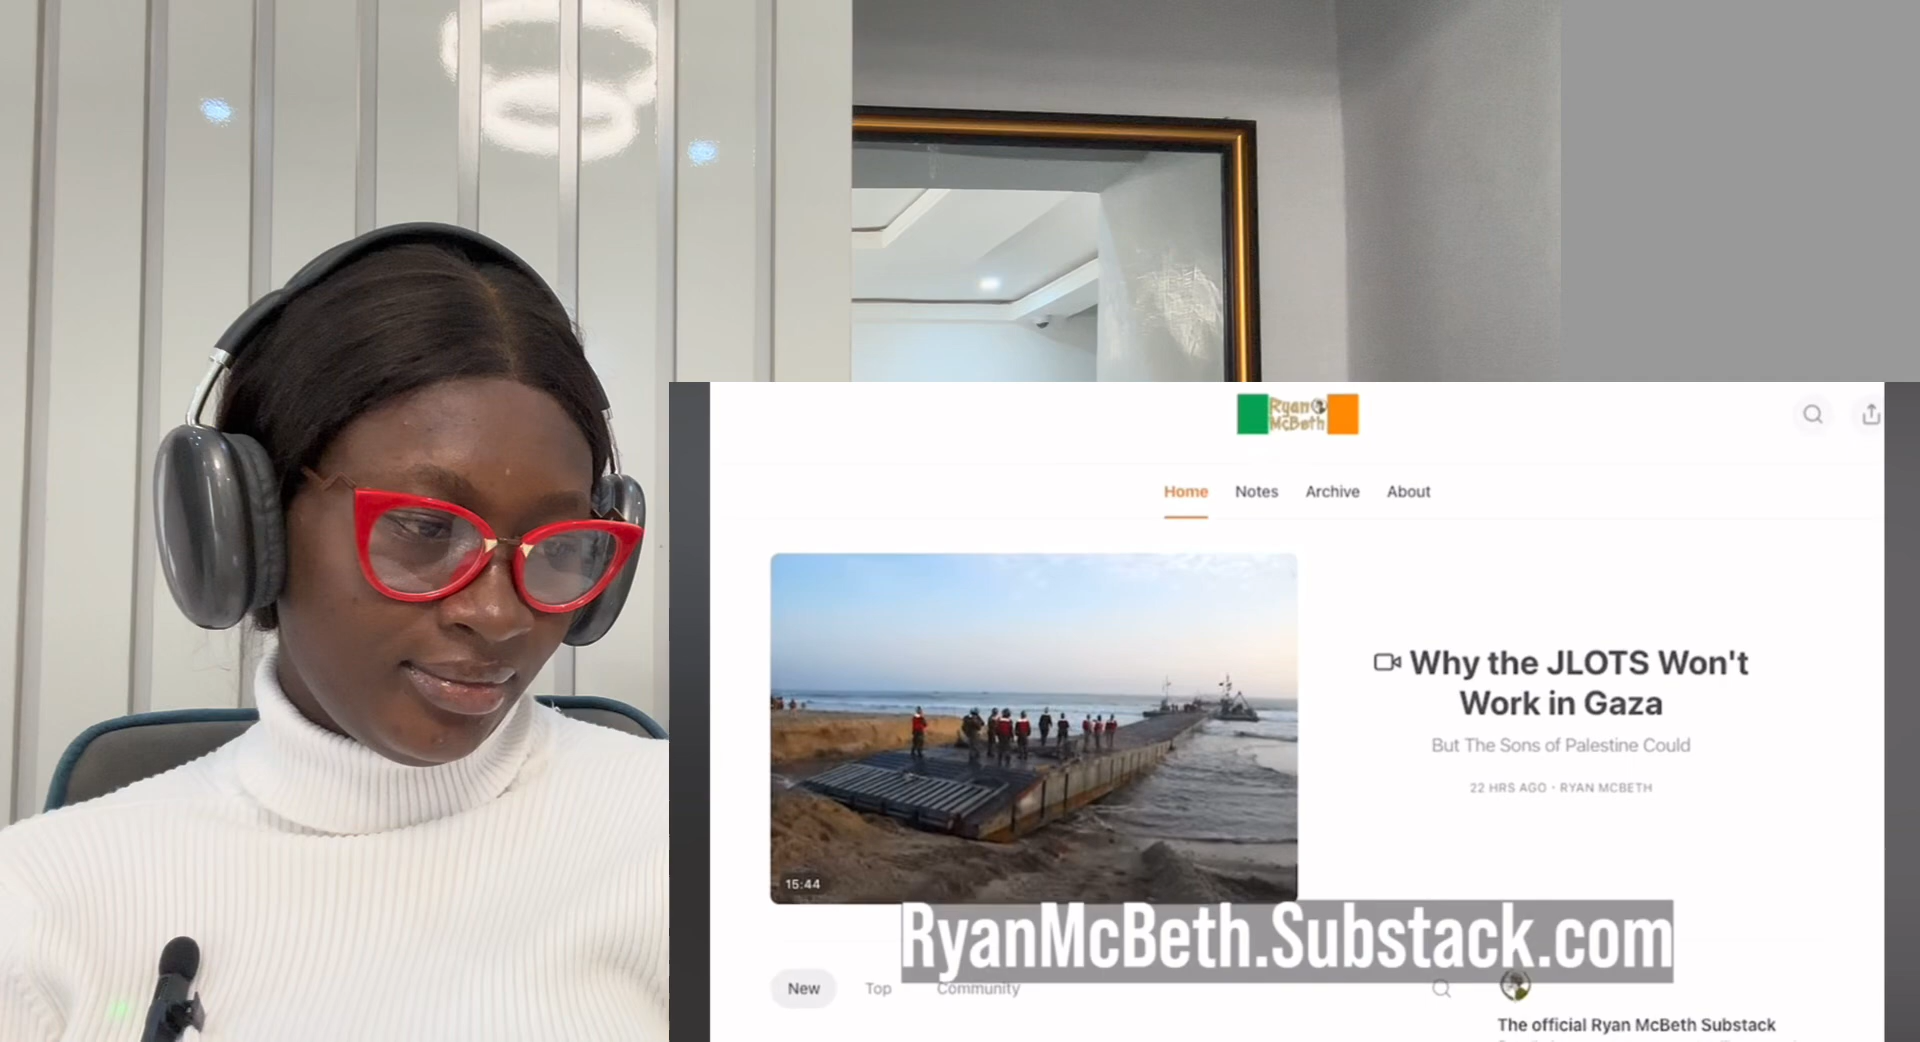 Ryan
McBeth
Home Notes Archive About
Why the JLOTS Won't
Work in Gaza
But The Sons of Palestine Could
22 HRS AGO · RYAN MCBETH
15:44
RyanMcBeth.Substack.com
New Top Community
The official Ryan McBeth Substack